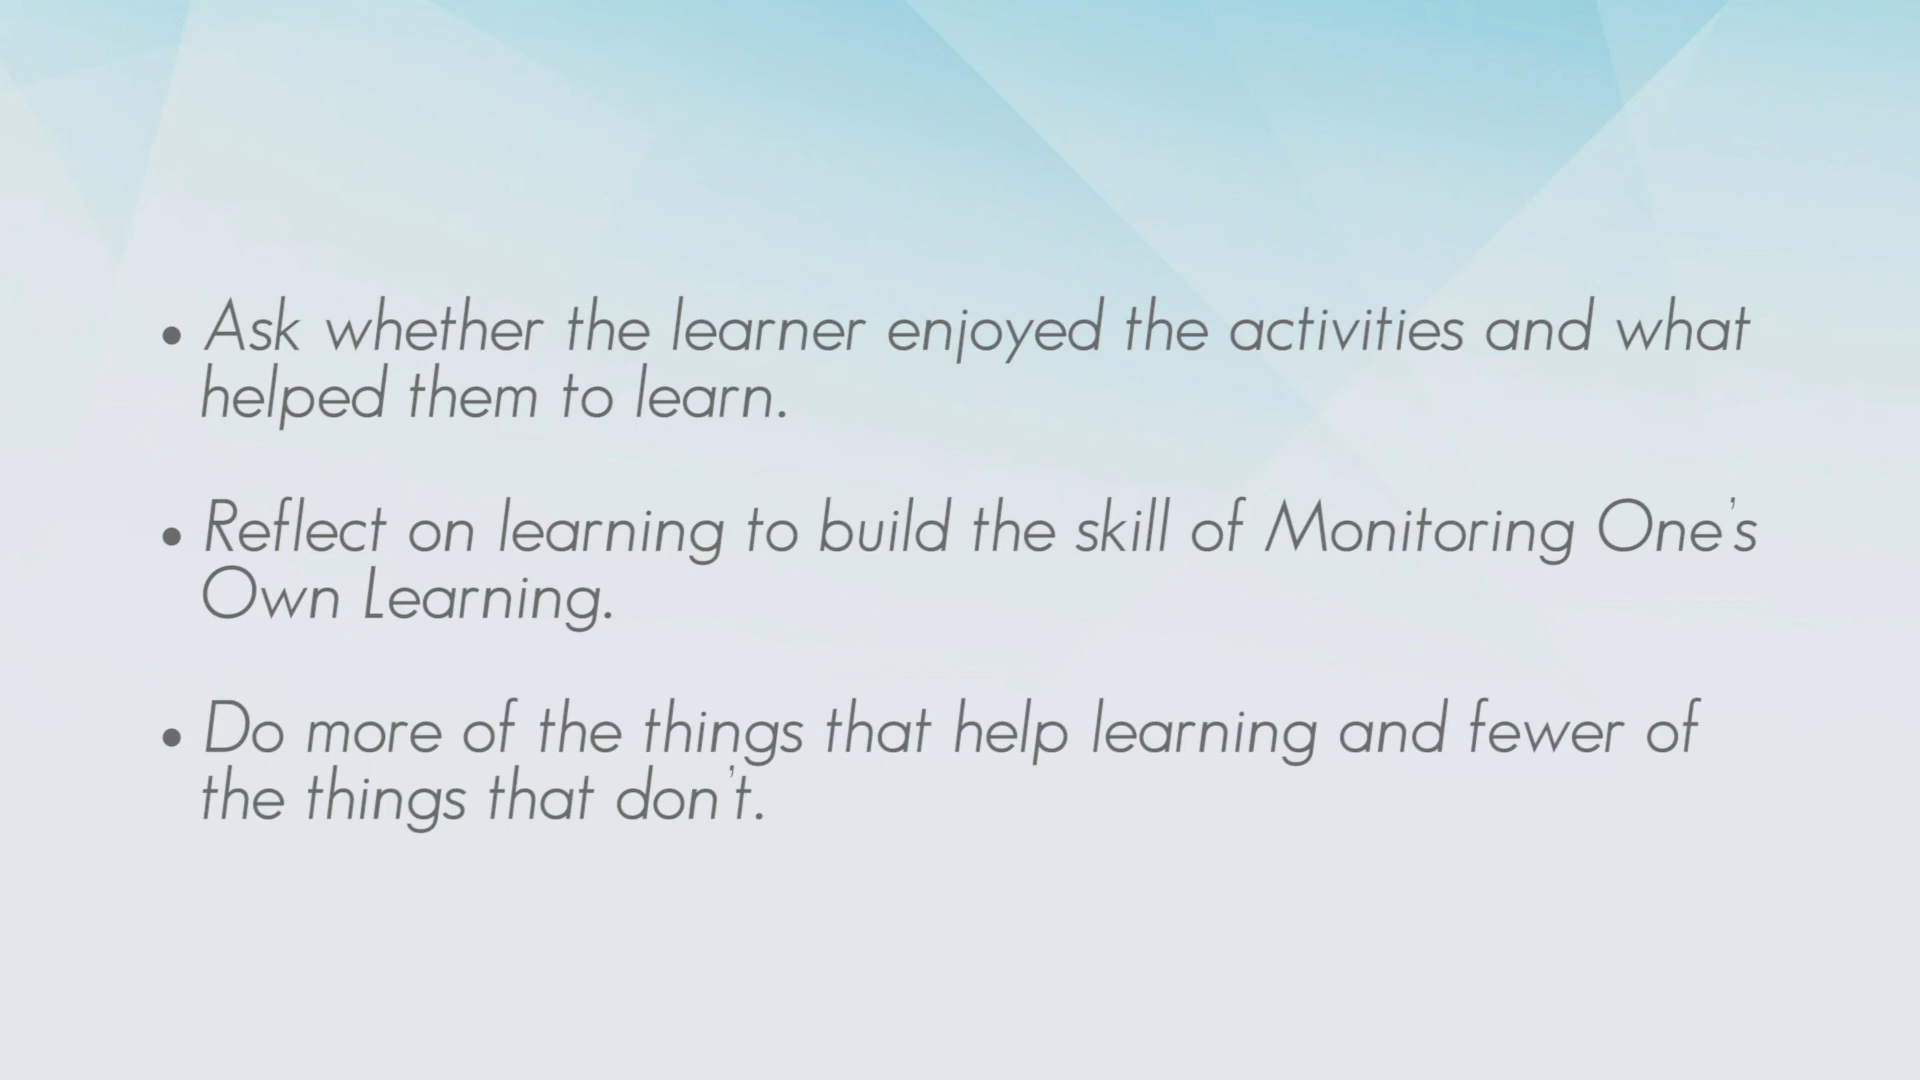 • Ask whether the learner enjoyed the activities and what
helped them to learn.
• Reflect on learning to build the skill of Monitoring One's
Own Learning.
• Do more of the things that help learning and fewer of
the things that don't.